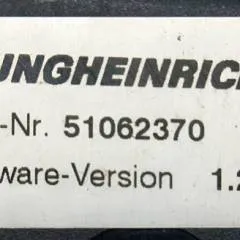 UNGHEINRICH
-Nr. 51062370
ware-Version 1.2